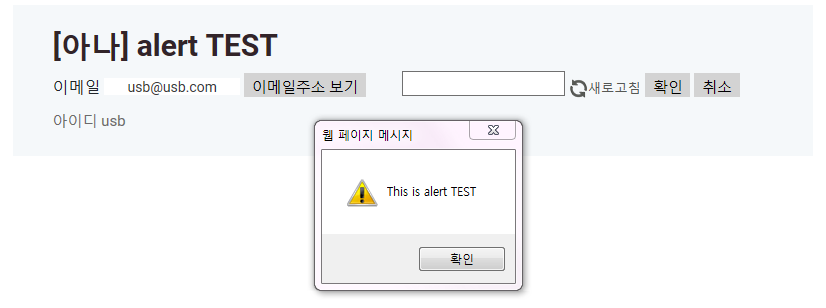 [아나] alert TEST
이메일 usb@usb.com 이메일주소 보기 새로고침 확인 취소
아이디 usb
웹 페이지 메시지
This is alert TEST
확인